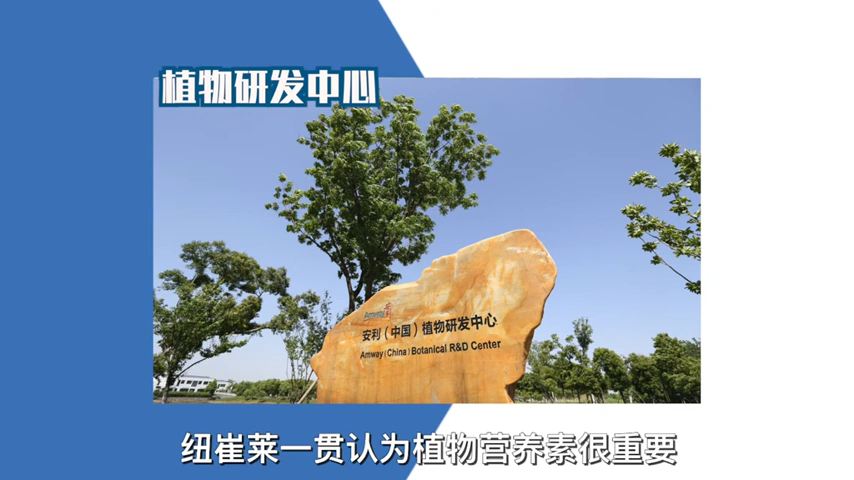 植物研发中心
Amway
安利（中国）植物研发中心
Amway (China) Botanical R&D Center
纽崔莱一贯认为植物营养素很重要